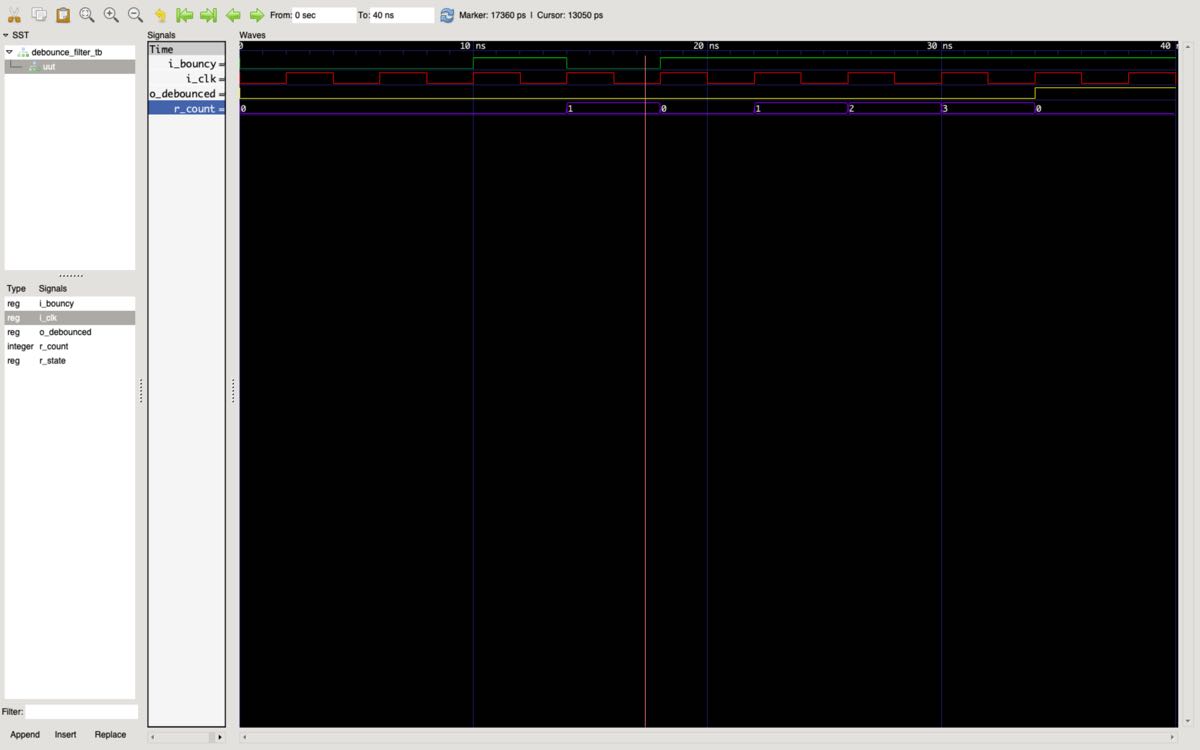 From: 0 sec To: 40 ns Marker: 17360 ps | Cursor: 13050 ps
SST
debounce_filter_tb
uut
Type Signals
reg i_bouncy
reg i_clk
reg o_debounced
integer r_count
reg r_state
Filter:
Append Insert Replace
Signals
Time
i_bouncy =
i_clk =
o_debounced =
r_count =
Waves
0 10 ns 20 ns 30 ns 40
0 1 0 1 2 3 0